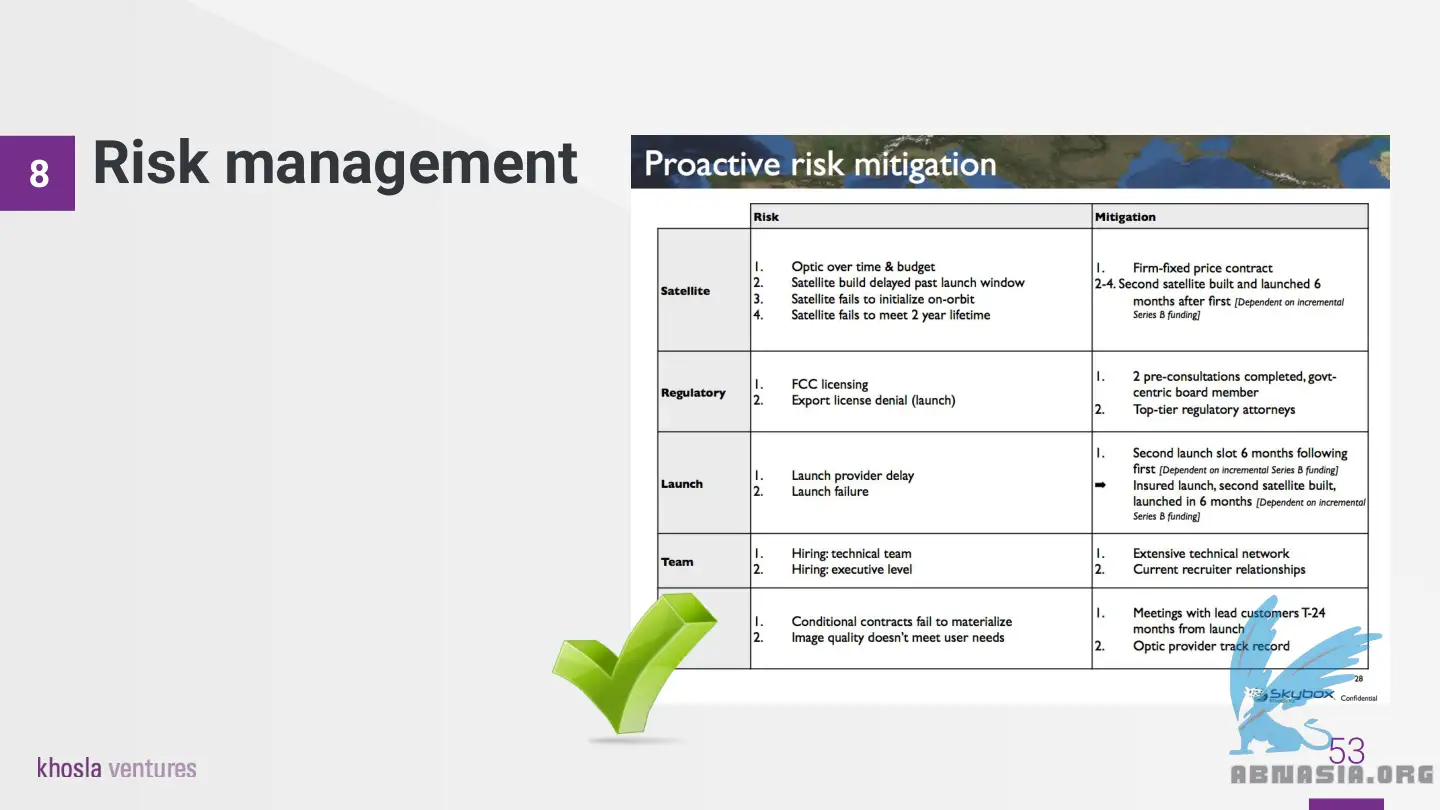 8
Risk management
Proactive risk mitigation
Risk
Mitigation
Satellite
1. Optic over time & budget
2. Satellite build delayed past launch window
3. Satellite fails to initialize on-orbit
4. Satellite fails to meet 2 year lifetime
1. Firm-fixed price contract
2-4. Second satellite built and launched 6
months after first [Dependent on incremental
Series B funding]
Regulatory
1. FCC licensing
2. Export license denial (launch)
1. 2 pre-consultations completed, govt-
centric board member
2. Top-tier regulatory attorneys
Launch
1. Launch provider delay
2. Launch failure
1. Second launch slot 6 months following
first [Dependent on incremental Series B funding]
➡ Insured launch, second satellite built,
launched in 6 months [Dependent on incremental
Series B funding]
Team
1. Hiring: technical team
2. Hiring: executive level
1. Extensive technical network
2. Current recruiter relationships
1. Conditional contracts fail to materialize
2. Image quality doesn't meet user needs
1. Meetings with lead customers T-24
months from launch
2. Optic provider track record
28
Skybox
Confidential
khosla ventures
53
ABNASIA.ORG